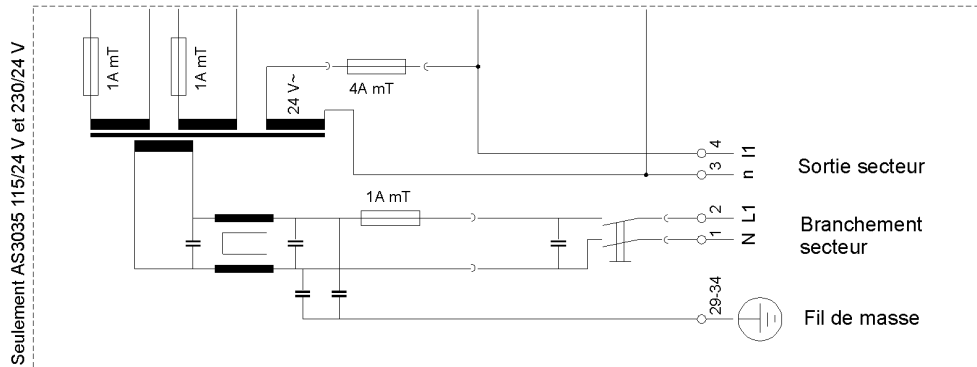 Seulement AS3035 115/24 V et 230/24 V
1A mT
1A mT
24 V~
4A mT
4
l1
3
n
Sortie secteur
1A mT
2
L1
1
N
Branchement
secteur
29-34
Fil de masse